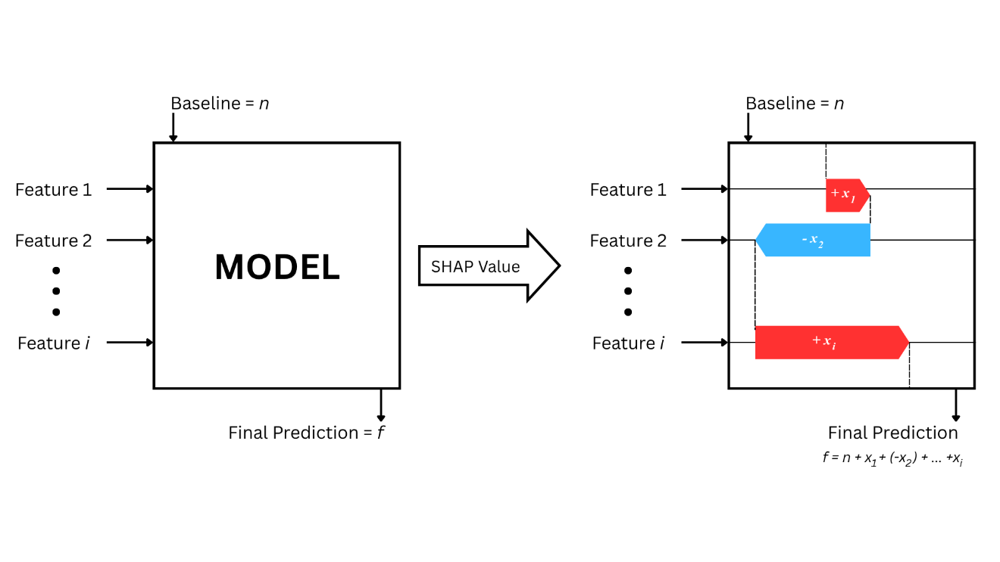 Baseline = n
Feature 1
Feature 2
Feature i
MODEL
Final Prediction = f
SHAP Value
Baseline = n
Feature 1
Feature 2
Feature i
+ x₁
- x₂
+ xᵢ
Final Prediction
f = n + x₁ + (-x₂) + ... +xᵢ